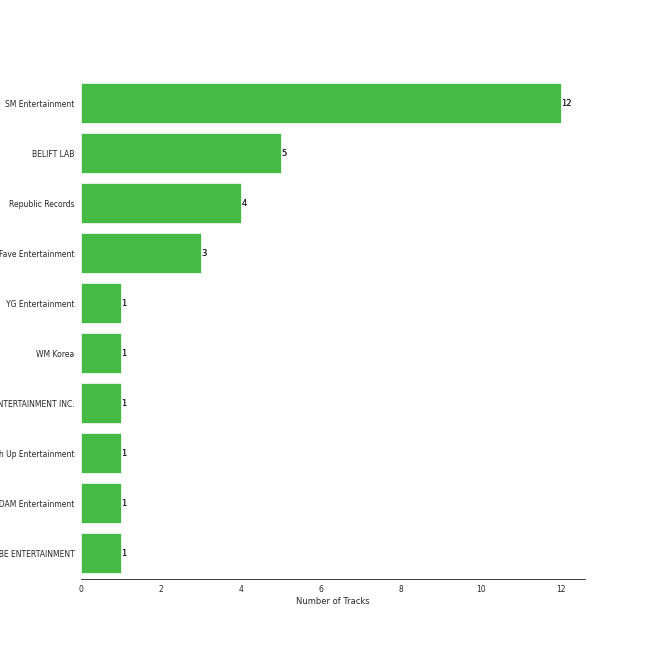 SM Entertainment
12
BELIFT LAB
5
Republic Records
4
Fave Entertainment
3
YG Entertainment
1
WM Korea
1
NTERTAINMENT INC.
1
h Up Entertainment
1
DAM Entertainment
1
BE ENTERTAINMENT
1
0 2 4 6 8 10 12
Number of Tracks